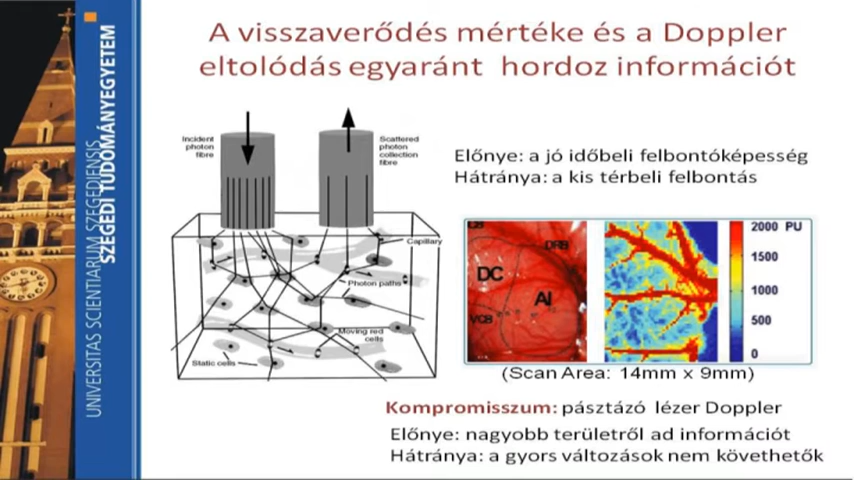 A visszaverődés mértéke és a Doppler
eltolódás egyaránt hordoz információt
UNIVERSITAS SCIENTIARUM SZEGEDIENSIS
SZEGEDI TUDOMÁNYEGYETEM
Incident
photon
fibre
Scattered
photon
collection
fibre
Capillary
Photon paths
Moving red
cells
Static cells
Előnye: a jó időbeli felbontóképesség
Hátránya: a kis térbeli felbontás
DRB
DC
AI
VCB
2000 PU
1500
1000
500
0
(Scan Area: 14mm x 9mm)
Kompromisszum: pásztázó lézer Doppler
Előnye: nagyobb területről ad információt
Hátránya: a gyors változások nem követhetők